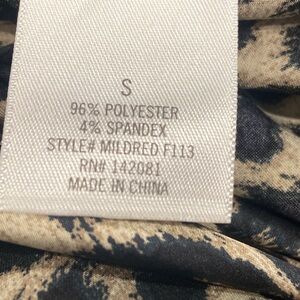 S
96% POLYESTER
4% SPANDEX
STYLE# MILDRED F113
RN# 142081
MADE IN CHINA